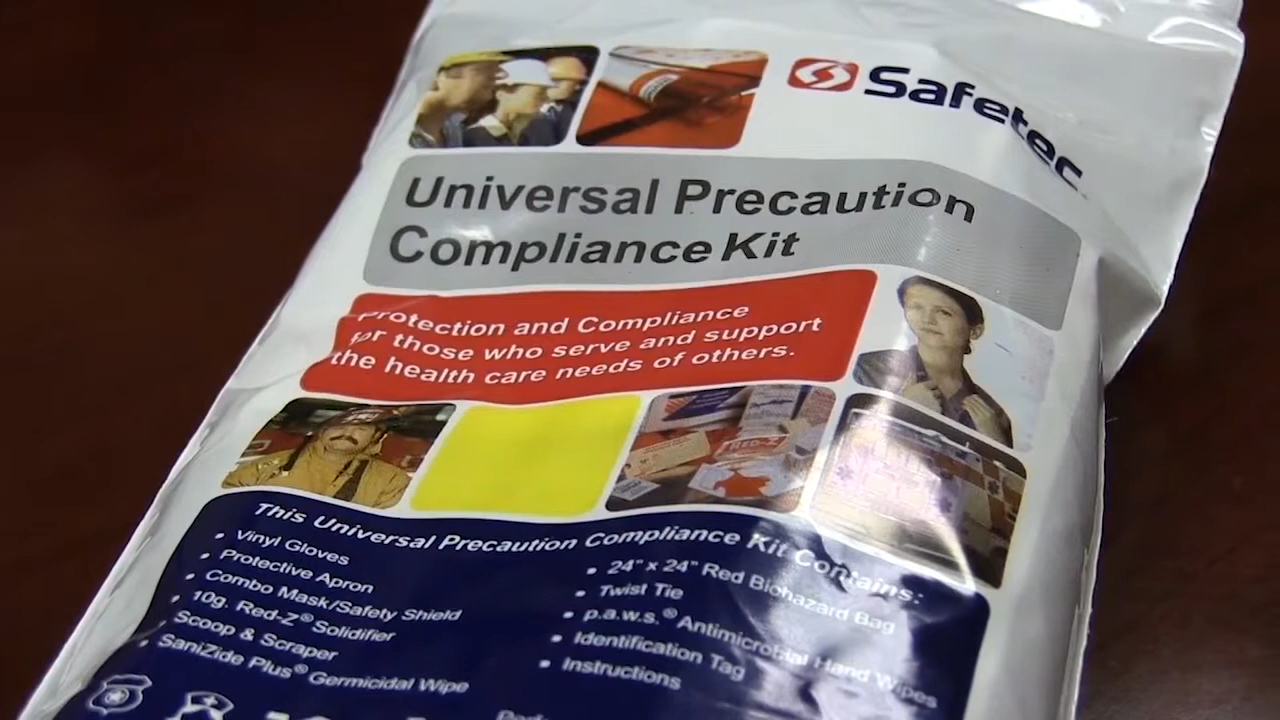 Safetec
Universal Precaution
Compliance Kit
Protection and Compliance
for those who serve and support
the health care needs of others.
RED-Z
This Universal Precaution Compliance Kit Contains:
• Vinyl Gloves
• Protective Apron
• Combo Mask/Safety Shield
• 10g. Red-Z® Solidifier
• Scoop & Scraper
• SaniZide Plus® Germicidal Wipe
• 24" x 24" Red Biohazard Bag
• Twist Tie
• p.a.w.s.® Antimicrobial Hand Wipes
• Identification Tag
• Instructions